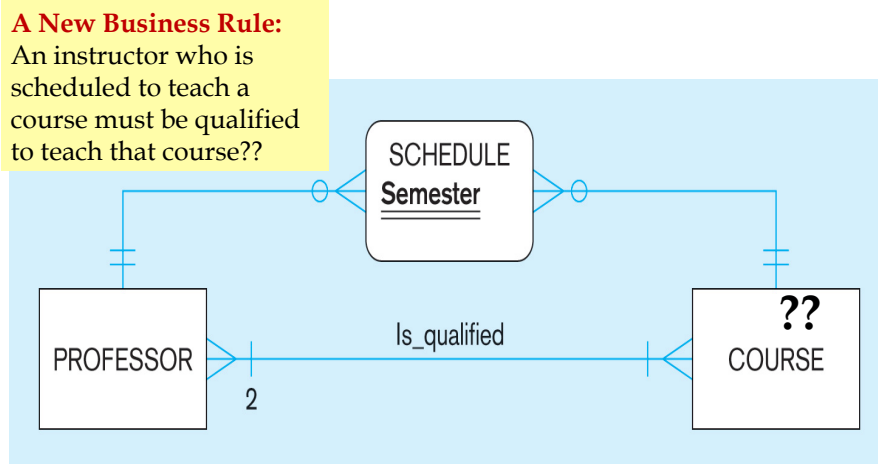 A New Business Rule:
An instructor who is
scheduled to teach a
course must be qualified
to teach that course??
SCHEDULE
Semester
??
Is_qualified
PROFESSOR
COURSE
2